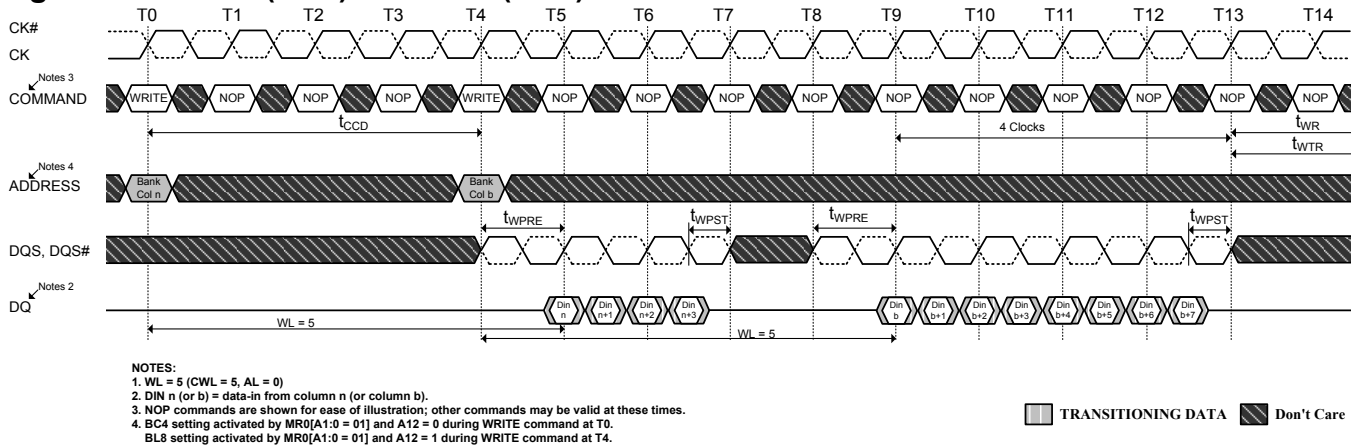 T0 T1 T2 T3 T4 T5 T6 T7 T8 T9 T10 T11 T12 T13 T14
CK#
CK
Notes 3
COMMAND WRITE NOP NOP NOP WRITE NOP NOP NOP NOP NOP NOP NOP NOP NOP NOP
tCCD 4 Clocks tWR
tWTR
Notes 4
ADDRESS Bank Col n Bank Col b
tWPRE tWPST tWPRE tWPST
DQS, DQS#
Notes 2
DQ Din n Din n+1 Din n+2 Din n+3 Din b Din b+1 Din b+2 Din b+3 Din b+4 Din b+5 Din b+6 Din b+7
WL = 5 WL = 5
NOTES:
1. WL = 5 (CWL = 5, AL = 0)
2. DIN n (or b) = data-in from column n (or column b).
3. NOP commands are shown for ease of illustration; other commands may be valid at these times.
4. BC4 setting activated by MR0[A1:0 = 01] and A12 = 0 during WRITE command at T0.
BL8 setting activated by MR0[A1:0 = 01] and A12 = 1 during WRITE command at T4.
TRANSITIONING DATA Don't Care